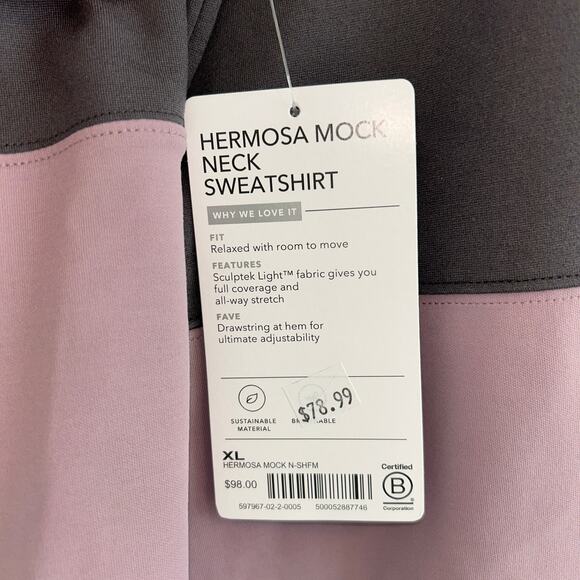 HERMOSA MOCK
NECK
SWEATSHIRT
WHY WE LOVE IT
FIT
Relaxed with room to move
FEATURES
Sculptek Light™ fabric gives you
full coverage and
all-way stretch
FAVE
Drawstring at hem for
ultimate adjustability
$78.99
SUSTAINABLE
MATERIAL
XL
HERMOSA MOCK N-SHFM
$98.00
597967-02-2-0005 500052887746
Certified
B
®
Corporation